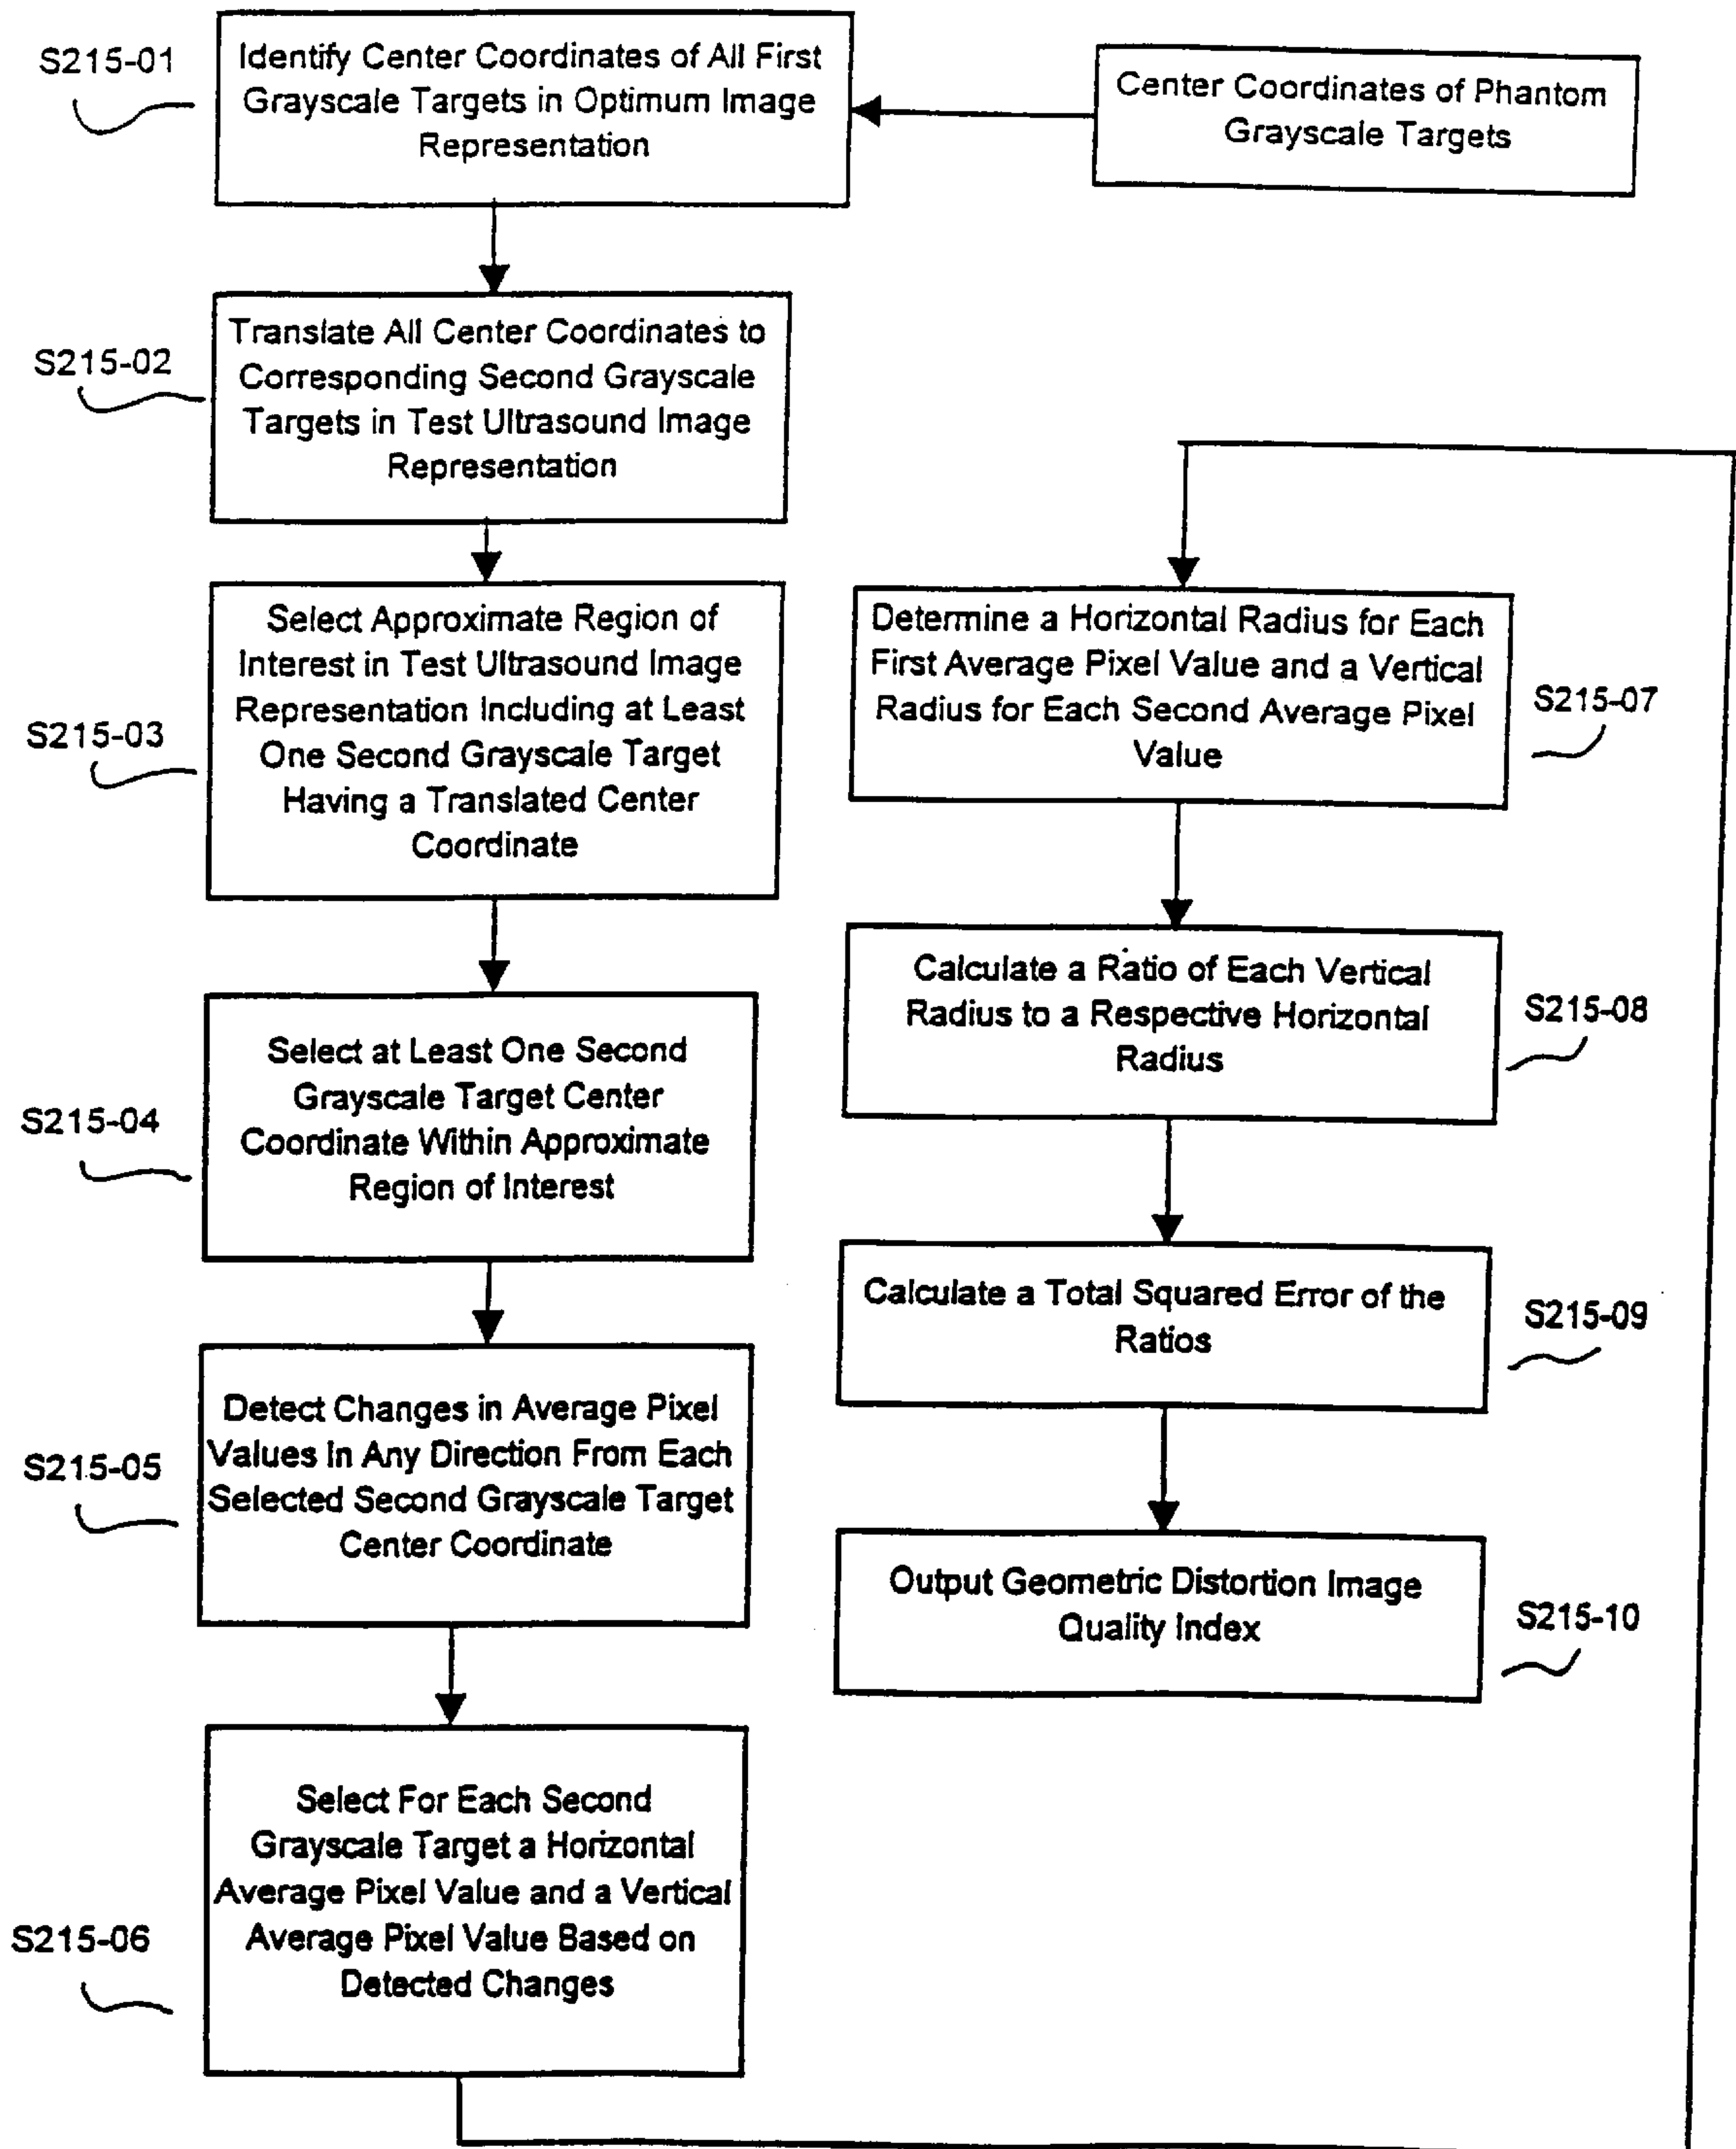 S215-01
Identify Center Coordinates of All First
Grayscale Targets in Optimum Image
Representation
Center Coordinates of Phantom
Grayscale Targets
S215-02
Translate All Center Coordinates to
Corresponding Second Grayscale
Targets in Test Ultrasound Image
Representation
S215-03
Select Approximate Region of
Interest in Test Ultrasound Image
Representation Including at Least
One Second Grayscale Target
Having a Translated Center
Coordinate
S215-04
Select at Least One Second
Grayscale Target Center
Coordinate Within Approximate
Region of Interest
S215-05
Detect Changes in Average Pixel
Values In Any Direction From Each
Selected Second Grayscale Target
Center Coordinate
S215-06
Select For Each Second
Grayscale Target a Horizontal
Average Pixel Value and a Vertical
Average Pixel Value Based on
Detected Changes
Determine a Horizontal Radius for Each
First Average Pixel Value and a Vertical
Radius for Each Second Average Pixel
Value
S215-07
Calculate a Ratio of Each Vertical
Radius to a Respective Horizontal
Radius
S215-08
Calculate a Total Squared Error of the
Ratios
S215-09
Output Geometric Distortion Image
Quality Index
S215-10